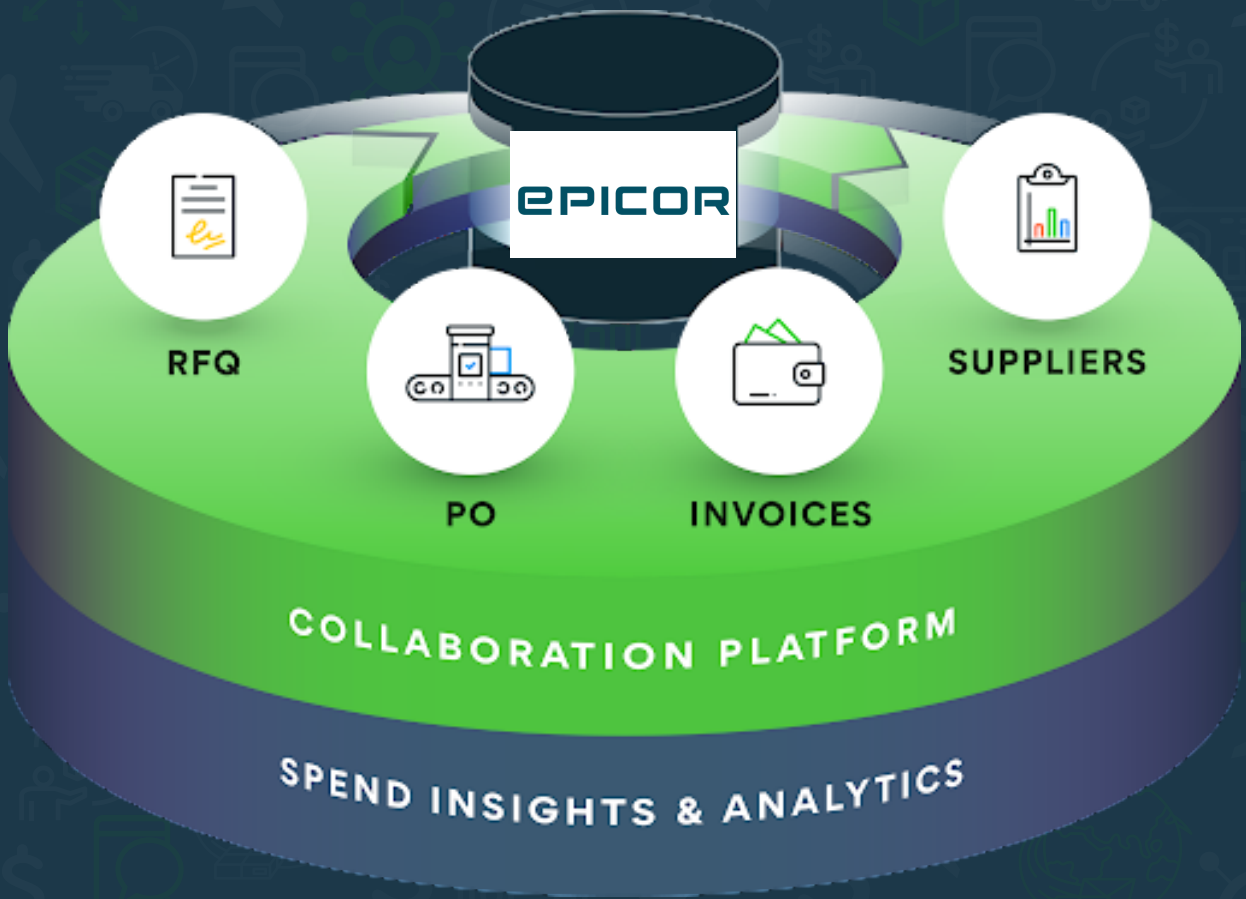 EPICOR
RFQ
SUPPLIERS
PO
INVOICES
COLLABORATION PLATFORM
SPEND INSIGHTS & ANALYTICS